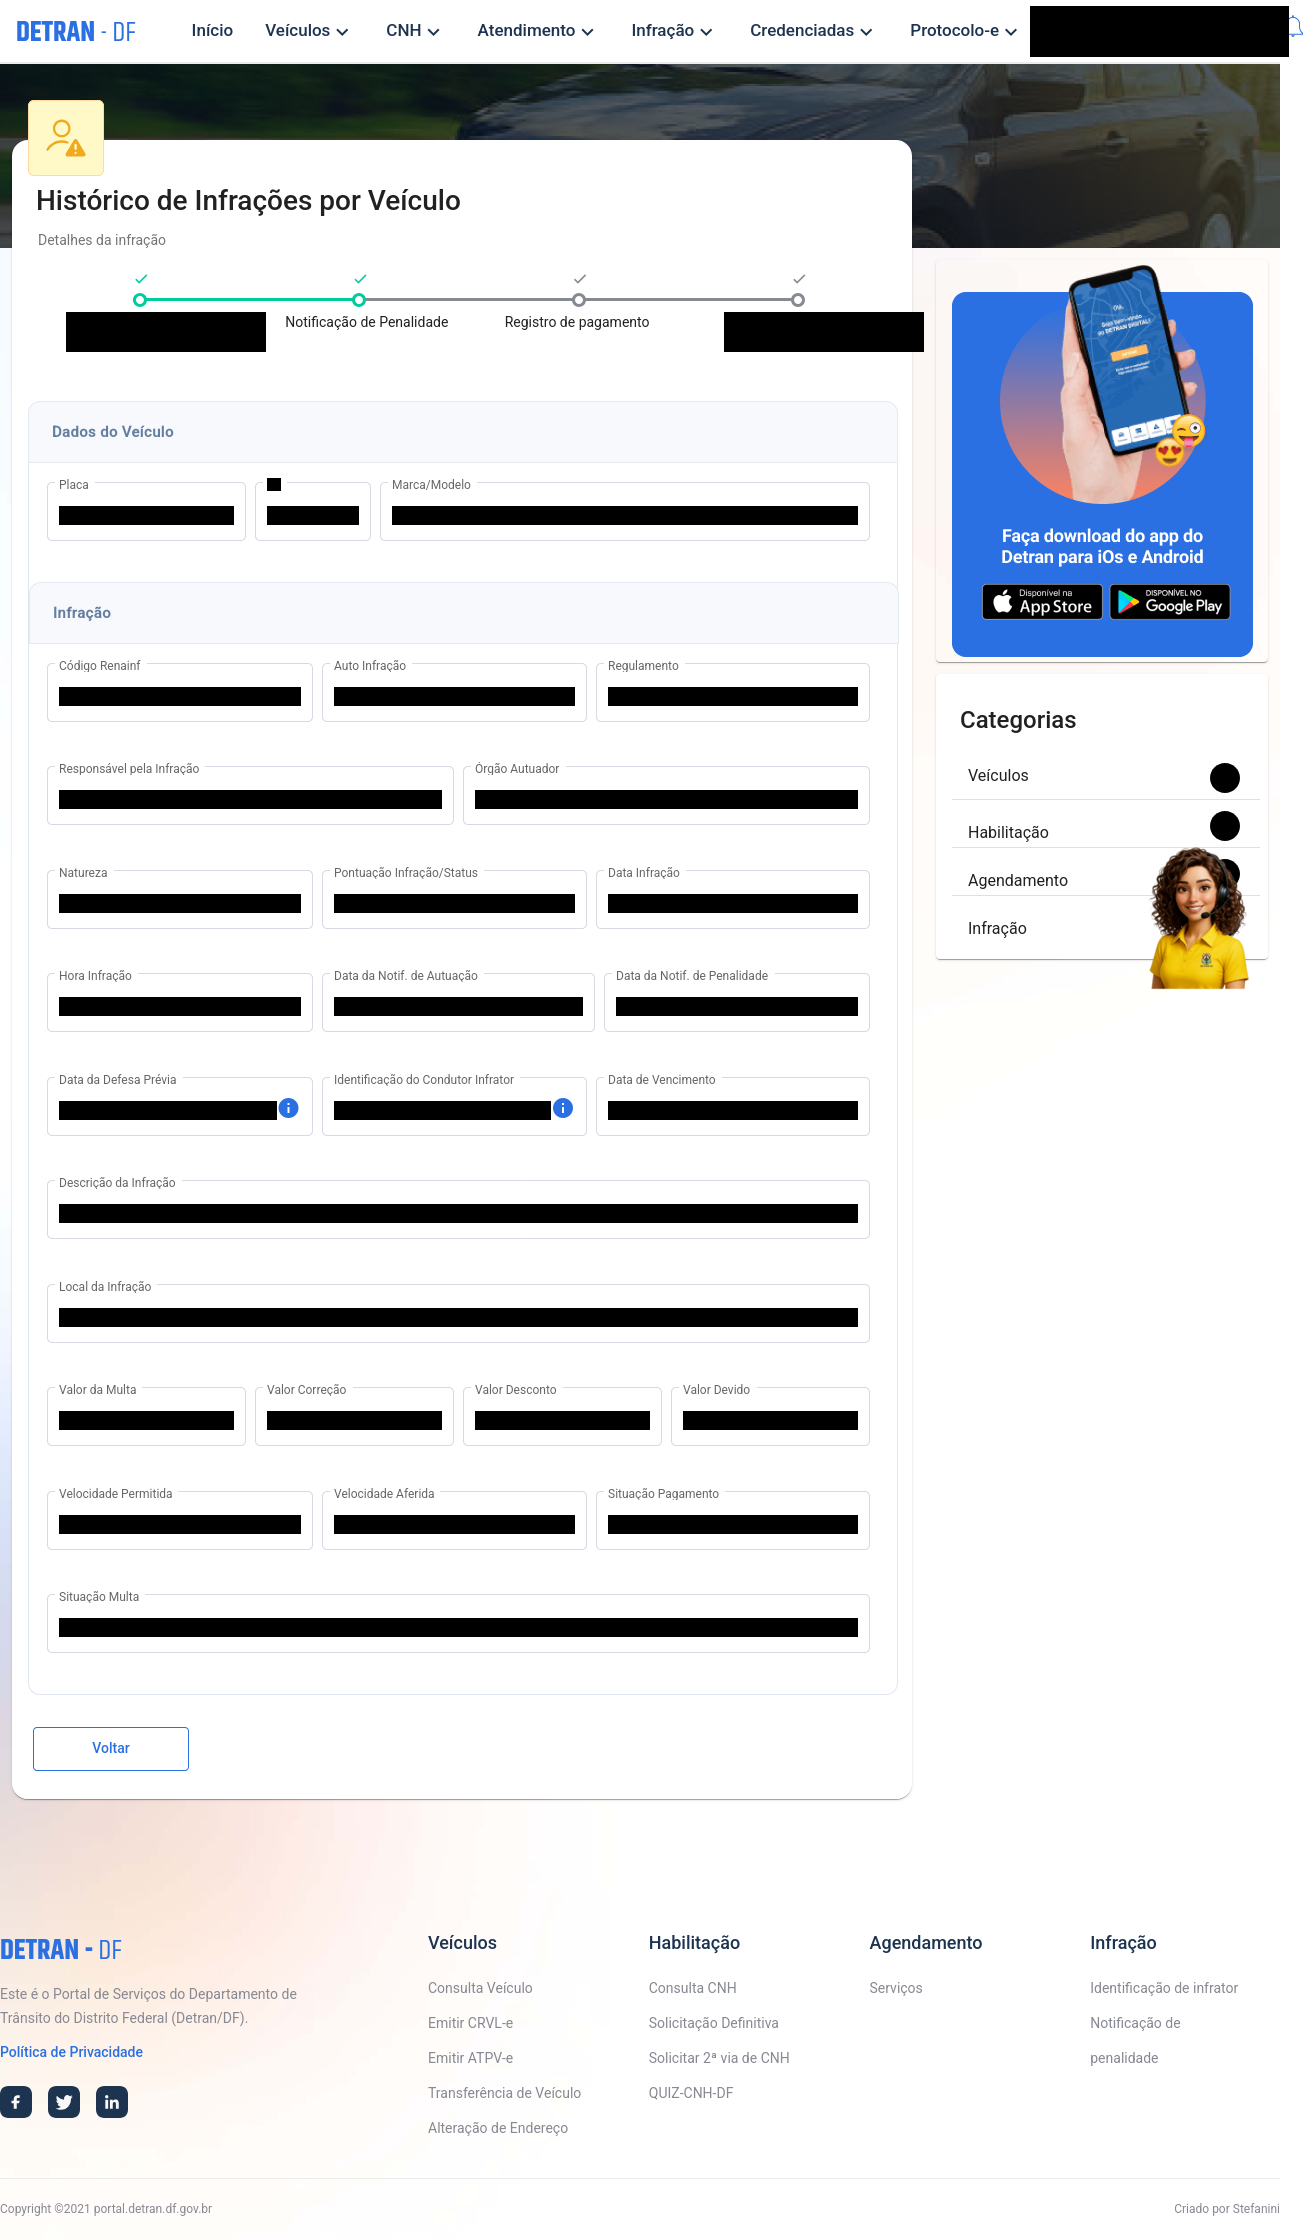 DETRAN - DF
Início
Veículos
CNH
Atendimento
Infração
Credenciadas
Protocolo-e
Histórico de Infrações por Veículo
Detalhes da infração
Notificação de Penalidade
Registro de pagamento
Dados do Veículo
Placa
Marca/Modelo
Infração
Código Renainf
Auto Infração
Regulamento
Responsável pela Infração
Órgão Autuador
Natureza
Pontuação Infração/Status
Data Infração
Hora Infração
Data da Notif. de Autuação
Data da Notif. de Penalidade
Data da Defesa Prévia
Identificação do Condutor Infrator
Data de Vencimento
Descrição da Infração
Local da Infração
Valor da Multa
Valor Correção
Valor Desconto
Valor Devido
Velocidade Permitida
Velocidade Aferida
Situação Pagamento
Situação Multa
Voltar
Olá,
Seja bem-vindo
ao DETRAN DIGITAL!
Faça download do app do
Detran para iOs e Android
Disponível na
App Store
DISPONÍVEL NO
Google Play
Categorias
Veículos
Habilitação
Agendamento
Infração
DETRAN - DF
Este é o Portal de Serviços do Departamento de
Trânsito do Distrito Federal (Detran/DF).
Política de Privacidade
Veículos
Consulta Veículo
Emitir CRVL-e
Emitir ATPV-e
Transferência de Veículo
Alteração de Endereço
Habilitação
Consulta CNH
Solicitação Definitiva
Solicitar 2ª via de CNH
QUIZ-CNH-DF
Agendamento
Serviços
Infração
Identificação de infrator
Notificação de
penalidade
Copyright ©2021 portal.detran.df.gov.br
Criado por Stefanini